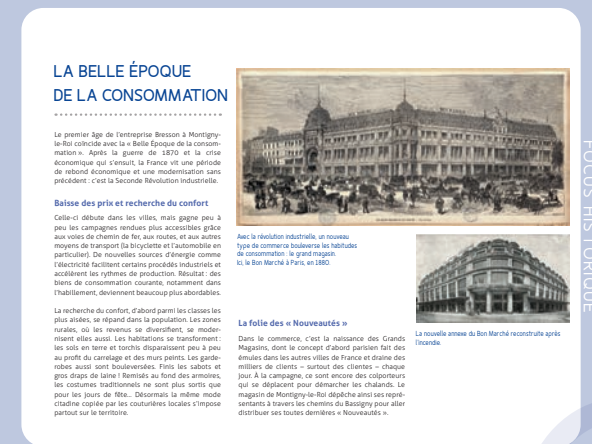 LA BELLE ÉPOQUE
DE LA CONSOMMATION
Le premier âge de l'entreprise Bresson à Montigny-
le-Roi coïncide avec la « Belle Époque de la consom-
mation ». Après la guerre de 1870 et la crise
économique qui s'ensuit, la France vit une période
de rebond économique et une modernisation sans
précédent : c'est la Seconde Révolution Industrielle.
Baisse des prix et recherche du confort
Celle-ci débute dans les villes, mais gagne peu à
peu les campagnes rendues plus accessibles grâce
aux voies de chemin de fer, aux routes, et aux autres
moyens de transport (la bicyclette et l'automobile en
particulier). De nouvelles sources d'énergie comme
l'électricité facilitent certains procédés industriels et
accélèrent les rythmes de production. Résultat : des
biens de consommation courante, notamment dans
l'habillement, deviennent beaucoup plus abordables.
La recherche du confort, d'abord parmi les classes les
plus aisées, se répand dans la population. Les zones
rurales, où les revenus se diversifient, se moder-
nisent elles aussi. Les habitations se transforment :
les sols en terre et torchis disparaissent peu à peu
au profit du carrelage et des murs peints. Les garde-
robes aussi sont bouleversées. Finis les sabots et
gros draps de laine ! Remisés au fond des armoires,
les costumes traditionnels ne sont plus sortis que
pour les jours de fête... Désormais la même mode
citadine copiée par les couturières locales s'impose
partout sur le territoire.
Avec la révolution industrielle, un nouveau
type de commerce bouleverse les habitudes
de consommation : le grand magasin.
Ici, le Bon Marché à Paris, en 1880.
La folie des « Nouveautés »
Dans le commerce, c'est la naissance des Grands
Magasins, dont le concept d'abord parisien fait des
émules dans les autres villes de France et draine des
milliers de clients – surtout des clientes – chaque
jour. À la campagne, ce sont encore des colporteurs
qui se déplacent pour démarcher les chalands. Le
magasin de Montigny-le-Roi dépêche ainsi ses repré-
sentants à travers les chemins du Bassigny pour aller
distribuer ses toutes dernières « Nouveautés ».
La nouvelle annexe du Bon Marché reconstruite après
l'incendie.
FOCUS HISTORIQUE